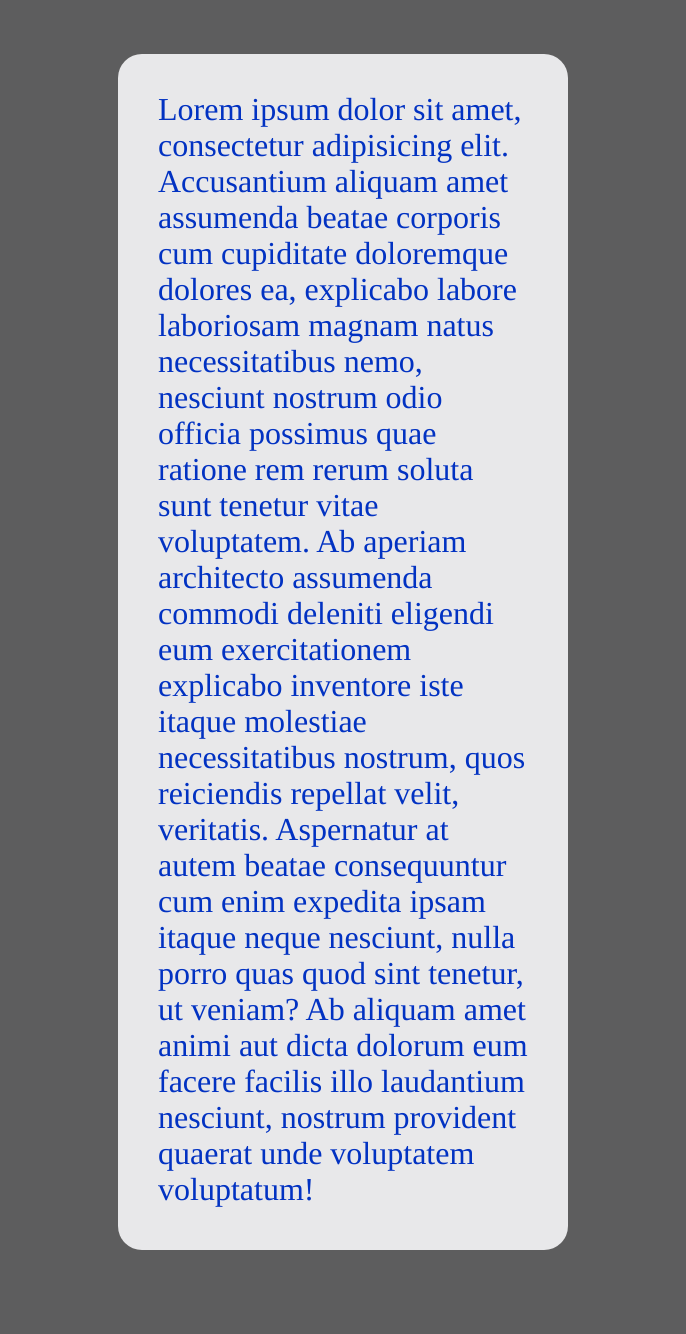 Lorem ipsum dolor sit amet,
consectetur adipisicing elit.
Accusantium aliquam amet
assumenda beatae corporis
cum cupiditate doloremque
dolores ea, explicabo labore
laboriosam magnam natus
necessitatibus nemo,
nesciunt nostrum odio
officia possimus quae
ratione rem rerum soluta
sunt tenetur vitae
voluptatem. Ab aperiam
architecto assumenda
commodi deleniti eligendi
eum exercitationem
explicabo inventore iste
itaque molestiae
necessitatibus nostrum, quos
reiciendis repellat velit,
veritatis. Aspernatur at
autem beatae consequuntur
cum enim expedita ipsam
itaque neque nesciunt, nulla
porro quas quod sint tenetur,
ut veniam? Ab aliquam amet
animi aut dicta dolorum eum
facere facilis illo laudantium
nesciunt, nostrum provident
quaerat unde voluptatem
voluptatum!